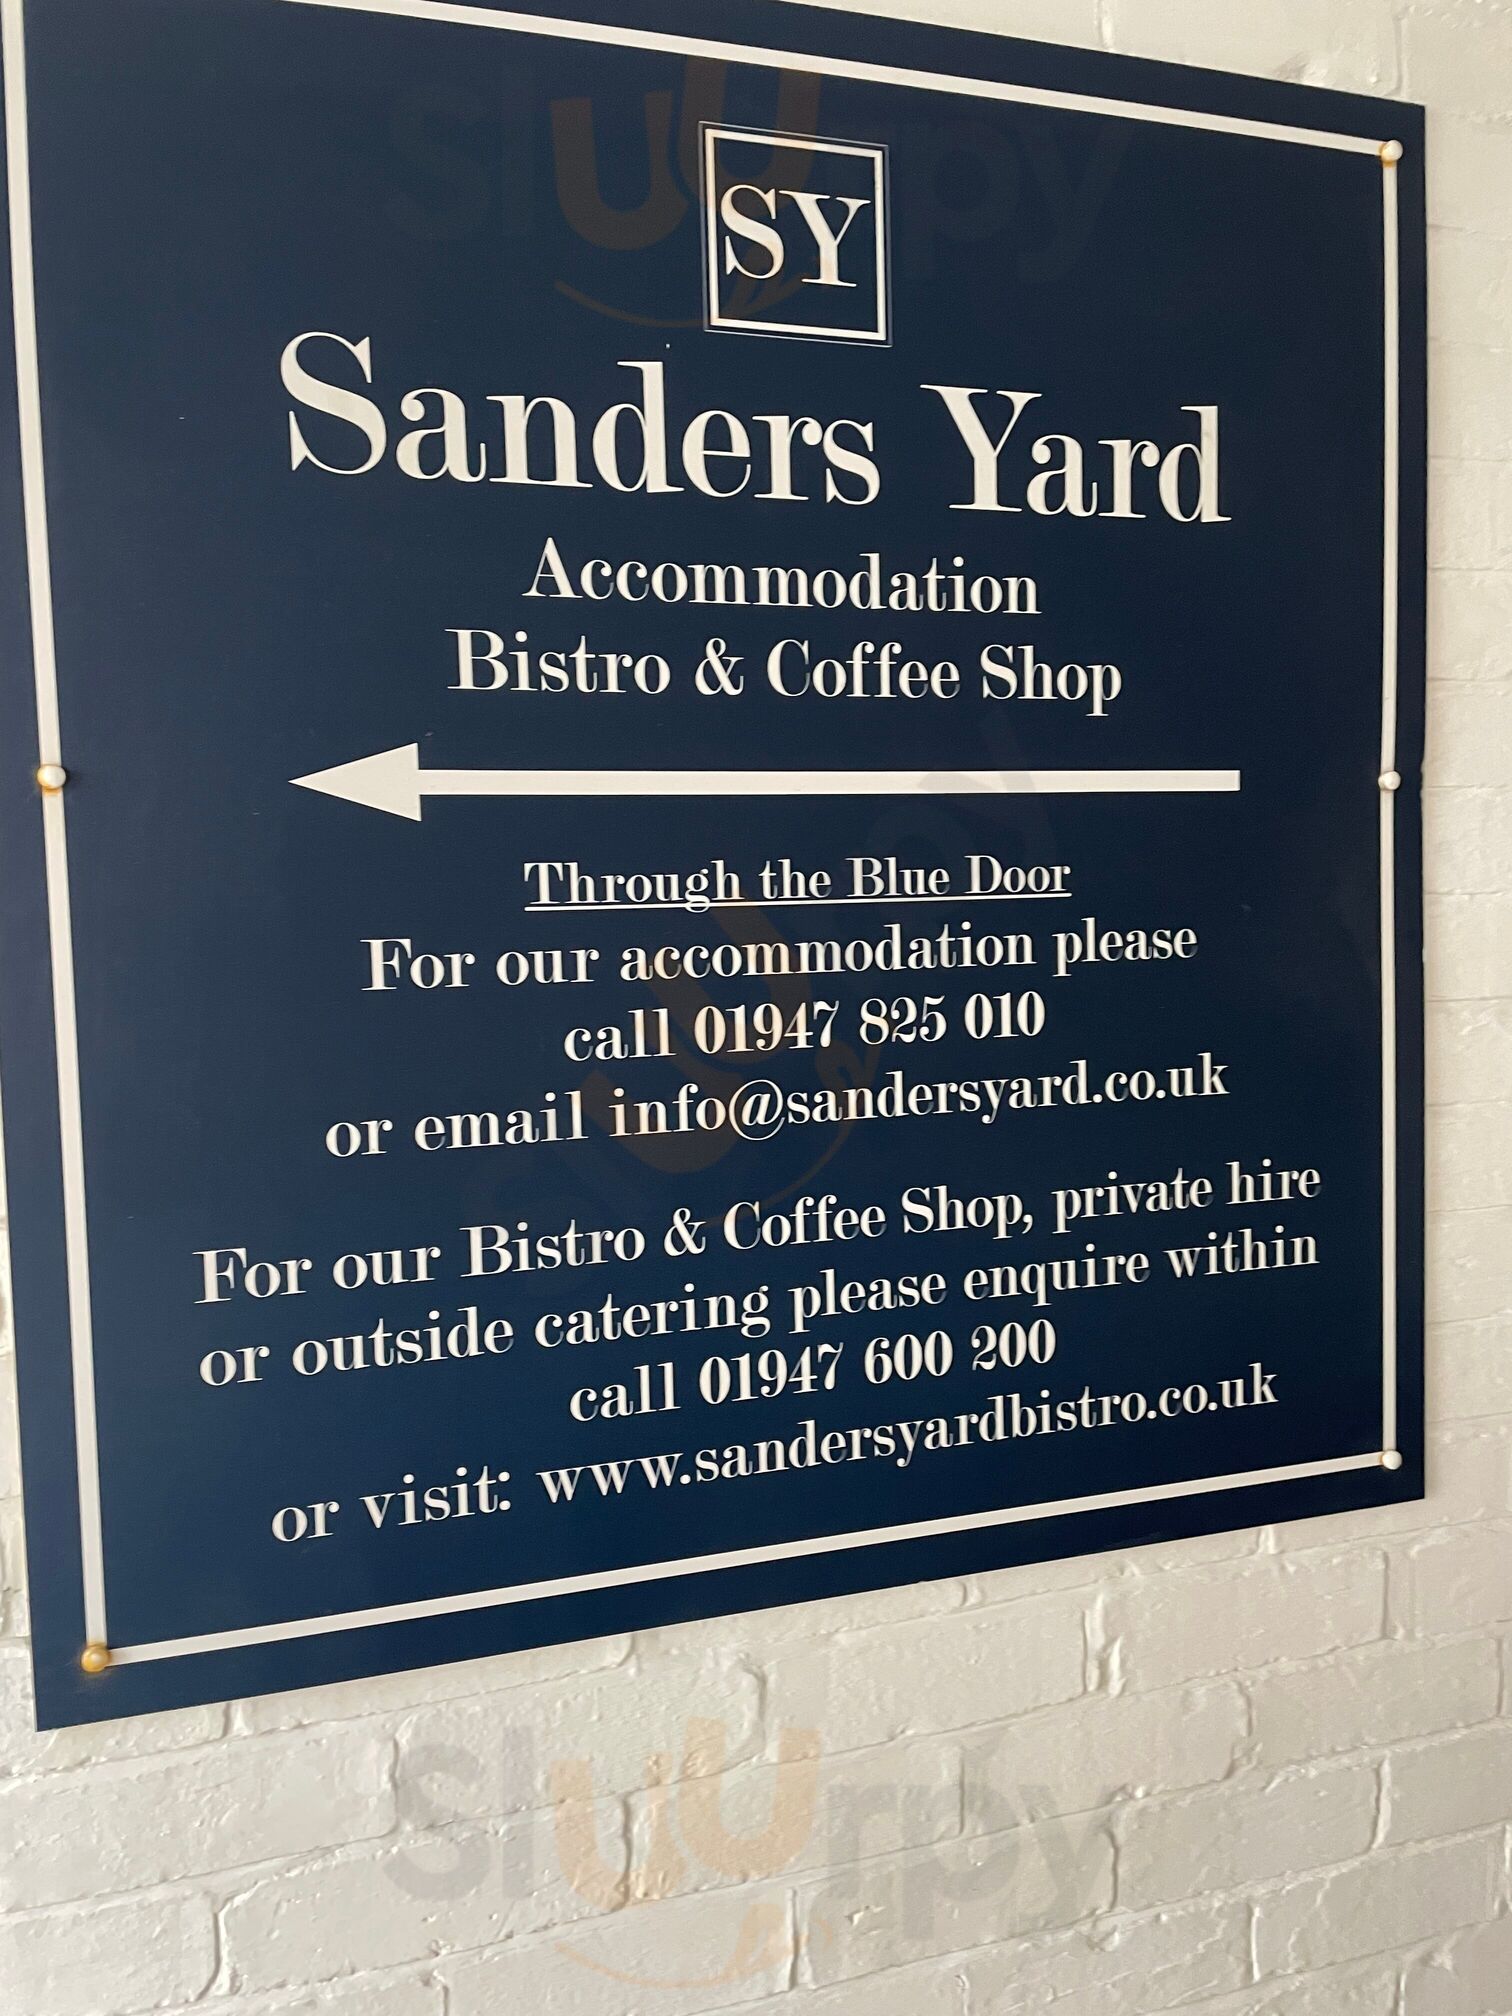 slurpy
SY
Sanders Yard
Accommodation
Bistro & Coffee Shop
Through the Blue Door
For our accommodation please
call 01947 825 010
or email info@sandersyard.co.uk
For our Bistro & Coffee Shop, private hire
or outside catering please enquire within
call 01947 600 200
or visit: www.sandersyardbistro.co.uk
sluurpy